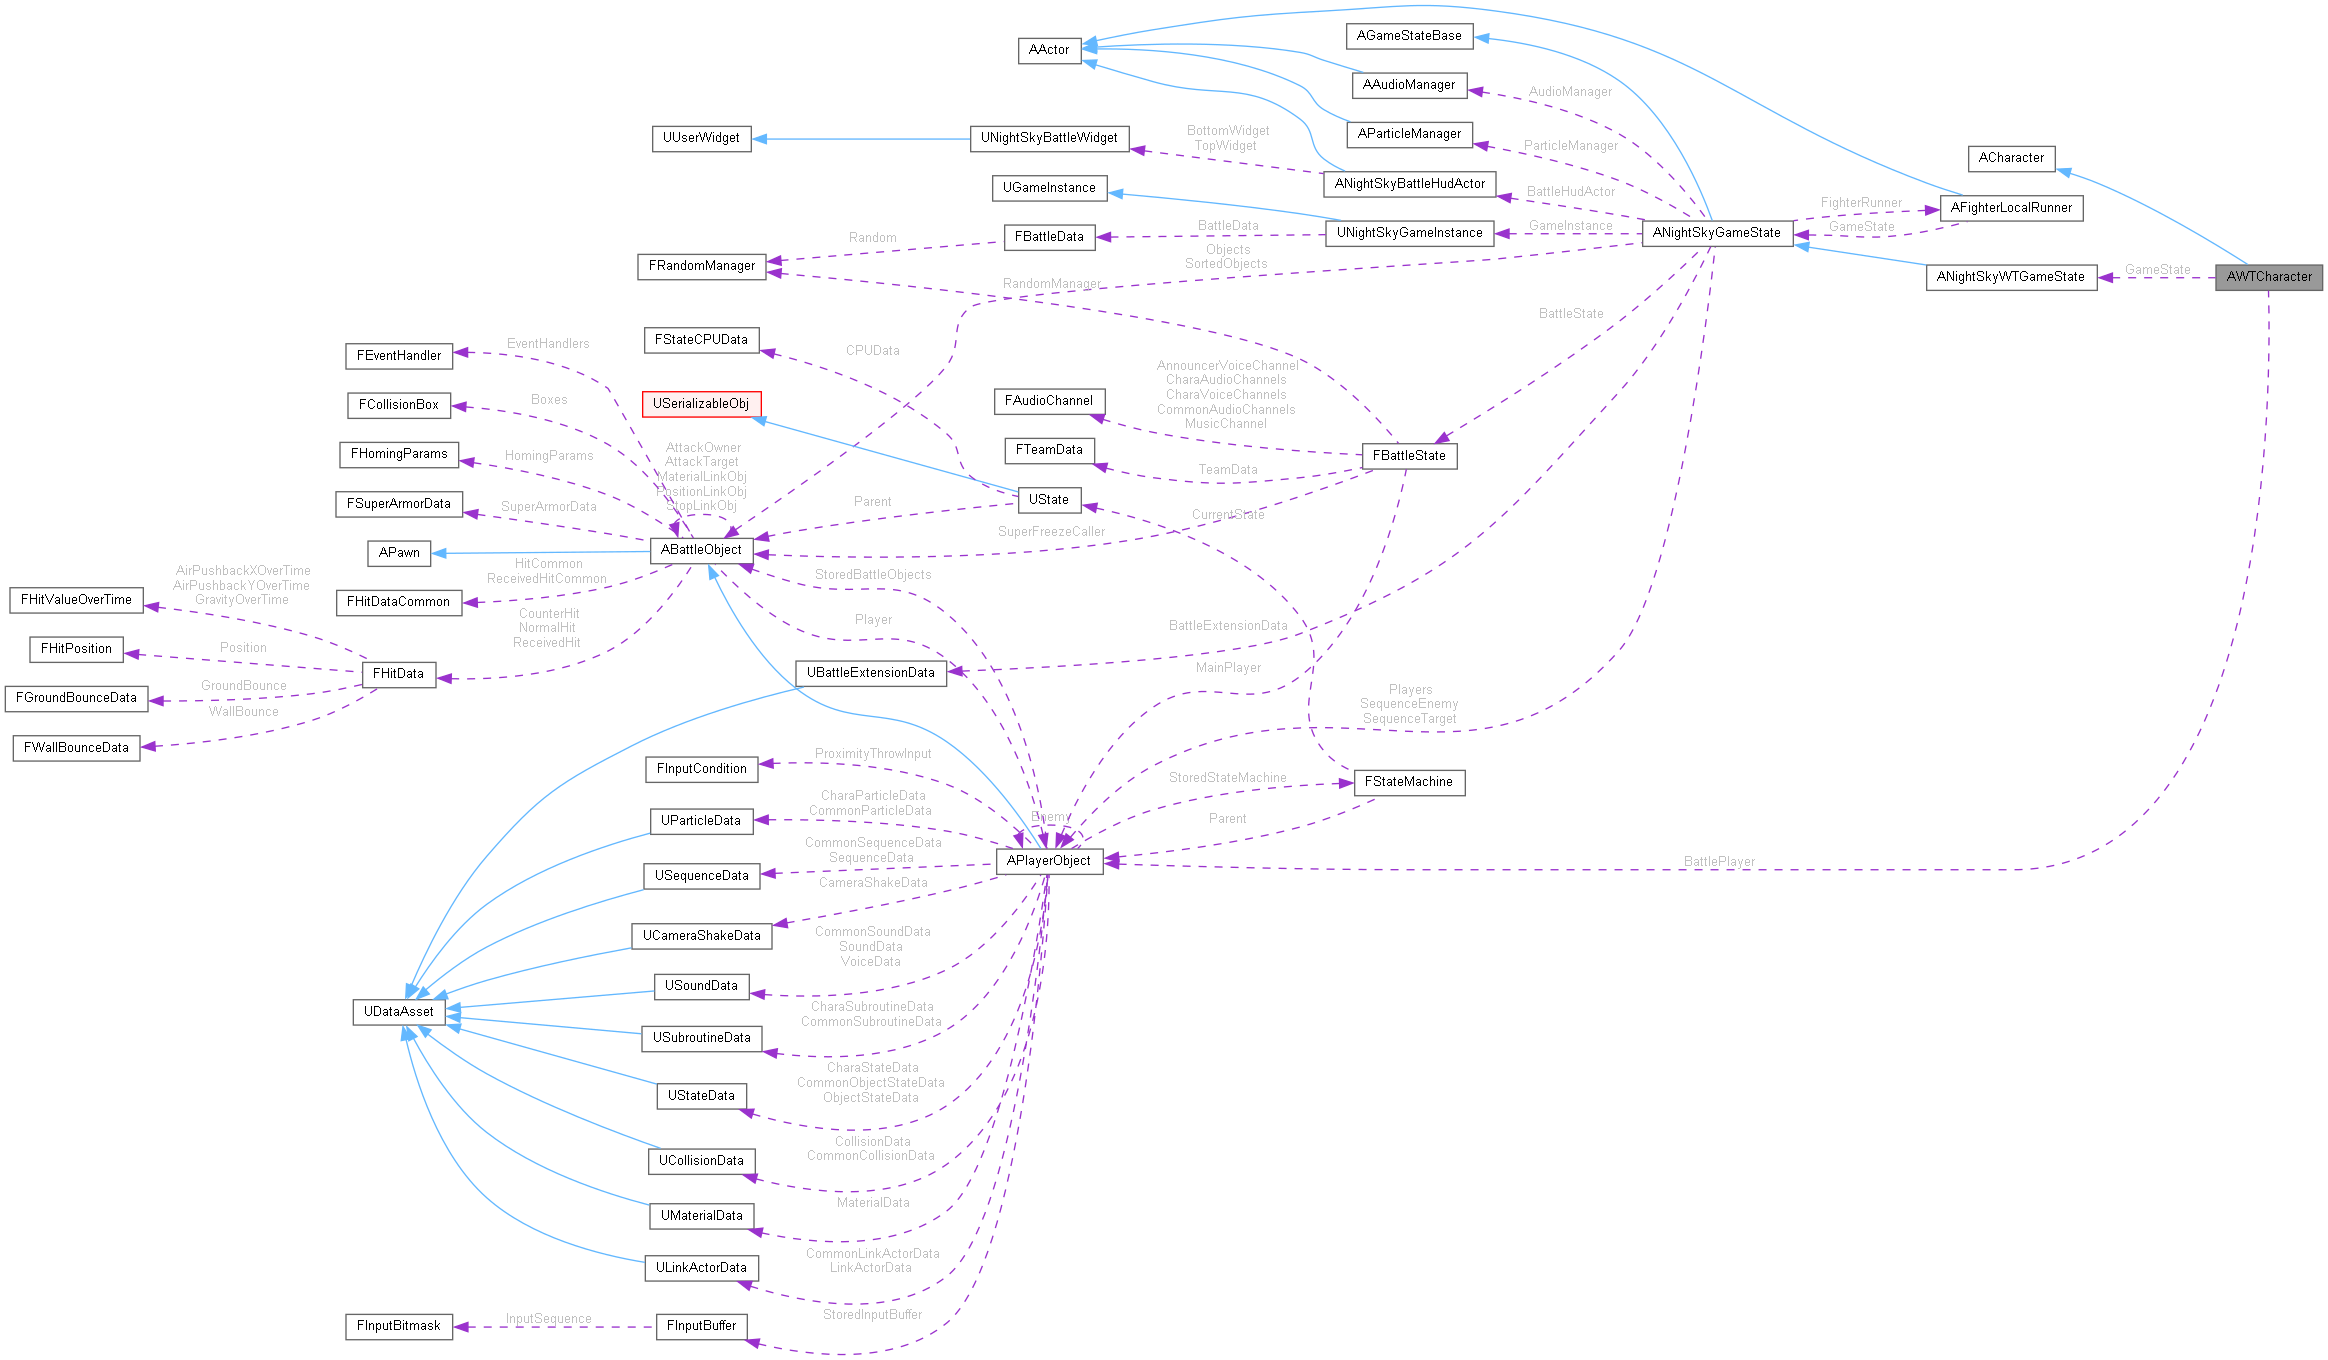 AActor
AGameStateBase
AAudioManager
AudioManager
UUserWidget
UNightSkyBattleWidget
BottomWidget
TopWidget
AParticleManager
ParticleManager
ACharacter
UGameInstance
ANightSkyBattleHudActor
BattleHudActor
FighterRunner
AFighterLocalRunner
FBattleData
BattleData
UNightSkyGameInstance
GameInstance
ANightSkyGameState
GameState
Random
FRandomManager
Objects
SortedObjects
RandomManager
ANightSkyWTGameState
GameState
AWTCharacter
BattleState
FStateCPUData
CPUData
FEventHandler
EventHandlers
FCollisionBox
Boxes
USerializableObj
FAudioChannel
AnnouncerVoiceChannel
CharaAudioChannels
CharaVoiceChannels
CommonAudioChannels
MusicChannel
FHomingParams
HomingParams
AttackOwner
AttackTarget
MaterialLinkObj
PositionLinkObj
StopLinkObj
FTeamData
TeamData
FBattleState
FSuperArmorData
SuperArmorData
Parent
UState
CurrentState
SuperFreezeCaller
APawn
ABattleObject
StoredBattleObjects
HitCommon
ReceivedHitCommon
FHitDataCommon
AirPushbackXOverTime
AirPushbackYOverTime
GravityOverTime
FHitValueOverTime
CounterHit
NormalHit
ReceivedHit
Player
BattleExtensionData
FHitPosition
Position
FHitData
UBattleExtensionData
MainPlayer
FGroundBounceData
GroundBounce
WallBounce
FWallBounceData
Players
SequenceEnemy
SequenceTarget
FInputCondition
ProximityThrowInput
StoredStateMachine
FStateMachine
UParticleData
CharaParticleData
CommonParticleData
Enemy
Parent
CommonSequenceData
SequenceData
APlayerObject
BattlePlayer
USequenceData
CameraShakeData
UCameraShakeData
CommonSoundData
SoundData
VoiceData
USoundData
UDataAsset
CharaSubroutineData
CommonSubroutineData
USubroutineData
CharaStateData
CommonObjectStateData
ObjectStateData
UStateData
CollisionData
CommonCollisionData
UCollisionData
MaterialData
UMaterialData
CommonLinkActorData
LinkActorData
ULinkActorData
StoredInputBuffer
FInputBitmask
InputSequence
FInputBuffer